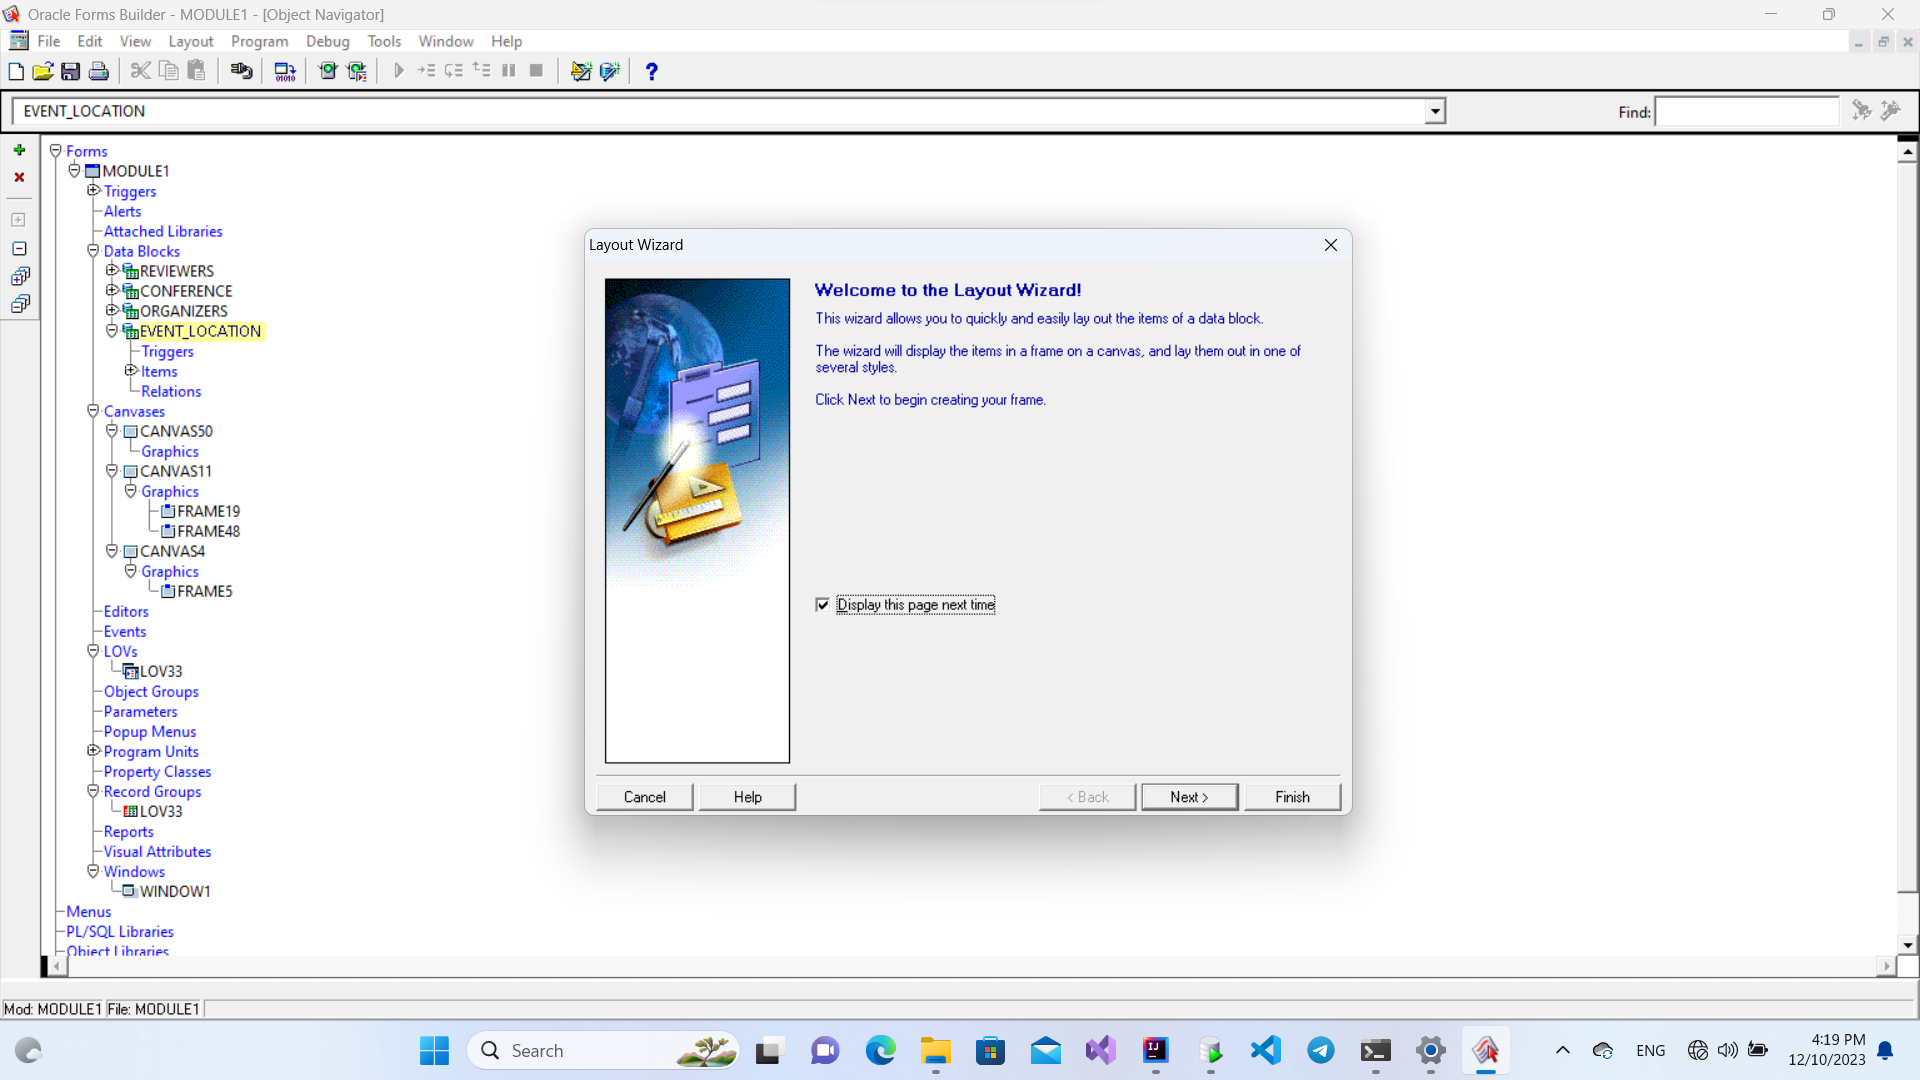 Oracle Forms Builder - MODULE1 - [Object Navigator]
File Edit View Layout Program Debug Tools Window Help
EVENT_LOCATION
Find:
Forms
MODULE1
Triggers
Alerts
Attached Libraries
Data Blocks
REVIEWERS
CONFERENCE
ORGANIZERS
EVENT_LOCATION
Triggers
Items
Relations
Canvases
CANVAS50
Graphics
CANVAS11
Graphics
FRAME19
FRAME48
CANVAS4
Graphics
FRAME5
Editors
Events
LOVs
LOV33
Object Groups
Parameters
Popup Menus
Program Units
Property Classes
Record Groups
LOV33
Reports
Visual Attributes
Windows
WINDOW1
Menus
PL/SQL Libraries
Object Libraries
Layout Wizard
Welcome to the Layout Wizard!
This wizard allows you to quickly and easily lay out the items of a data block.
The wizard will display the items in a frame on a canvas, and lay them out in one of
several styles.
Click Next to begin creating your frame.
Display this page next time
Cancel Help < Back Next > Finish
Mod: MODULE1 File: MODULE1
Search
ENG
4:19 PM
12/10/2023